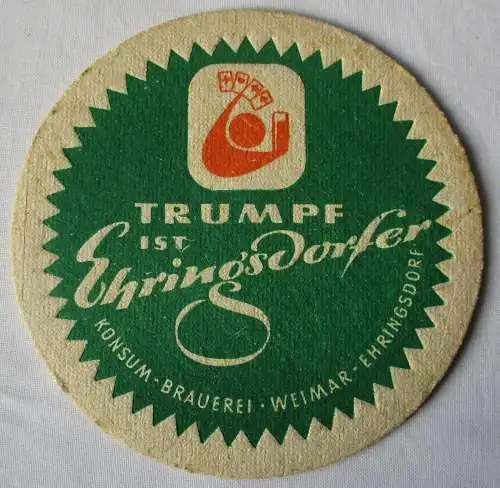 TRUMPF
IST
Ehringsdorfer
KONSUM · BRAUEREI · WEIMAR-EHRINGSDORF